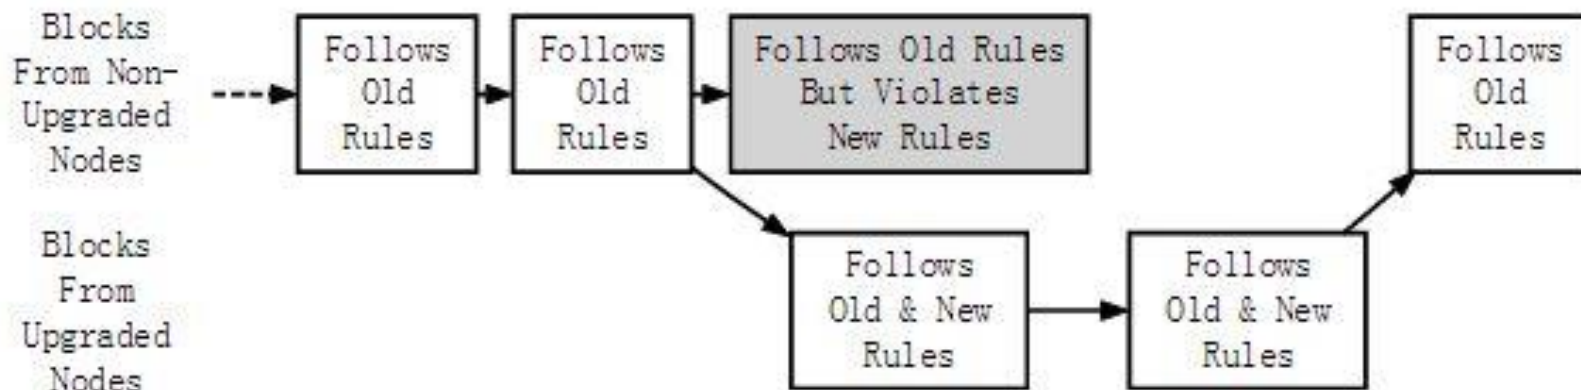 Blocks
From Non-
Upgraded
Nodes
Follows
Old
Rules
Follows
Old
Rules
Follows Old Rules
But Violates
New Rules
Follows
Old
Rules
Blocks
From
Upgraded
Nodes
Follows
Old & New
Rules
Follows
Old & New
Rules